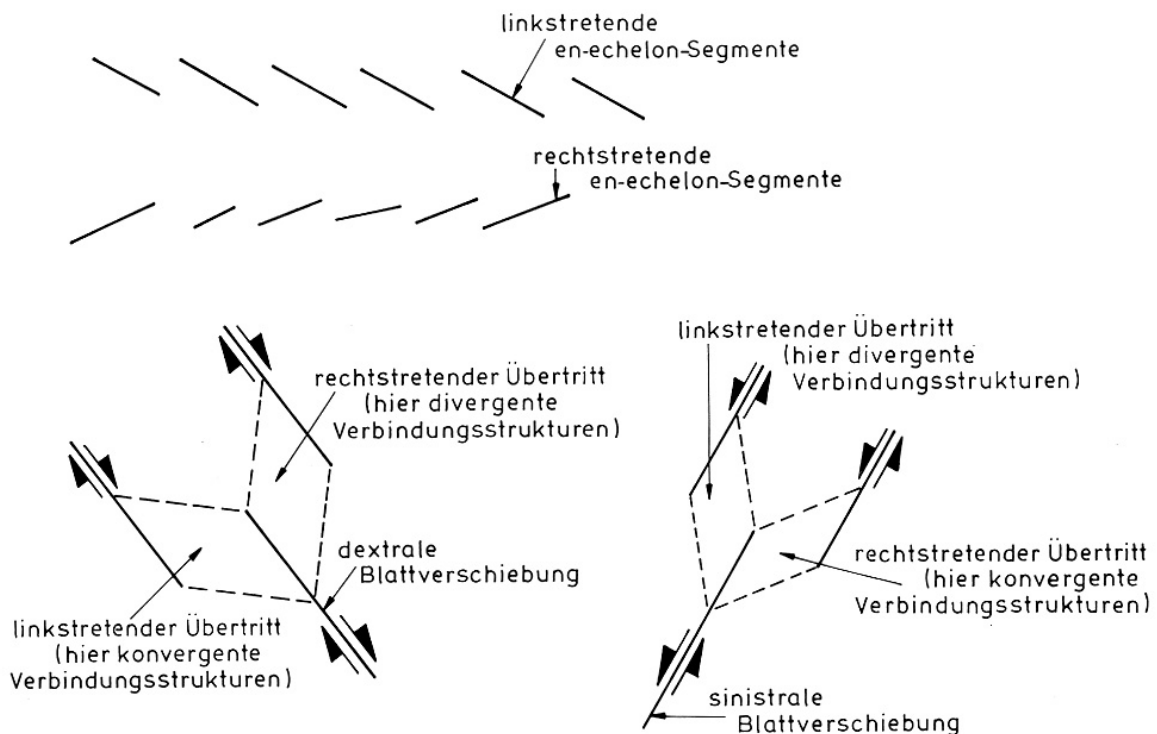 linkstretende
en-echelon-Segmente
rechtstretende
en-echelon-Segmente
rechtstretender Übertritt
(hier divergente
Verbindungsstrukturen)
dextrale
Blattverschiebung
linkstretender Übertritt
(hier konvergente
Verbindungsstrukturen)
linkstretender Übertritt
(hier divergente
Verbindungsstrukturen)
rechtstretender Übertritt
(hier konvergente
Verbindungsstrukturen)
sinistrale
Blattverschiebung